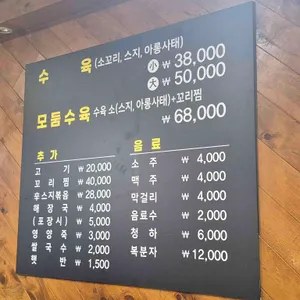 수 육 (소꼬리, 스지, 아롱사태)
小 ₩ 38,000
大 ₩ 50,000
모둠수육 수육 소(스지, 아롱사태)+꼬리찜
₩ 68,000
추 가
고 기 ₩ 20,000
꼬 리 찜 ₩ 40,000
우스지볶음 ₩ 28,000
해 장 국 ₩ 4,000
(포 장 시) ₩ 5,000
영 양 죽 ₩ 3,000
쌀 국 수 ₩ 2,000
햇 반 ₩ 1,500
음 료
소 주 ₩ 4,000
맥 주 ₩ 4,000
막걸리 ₩ 4,000
음료수 ₩ 2,000
청 하 ₩ 6,000
복분자 ₩ 12,000